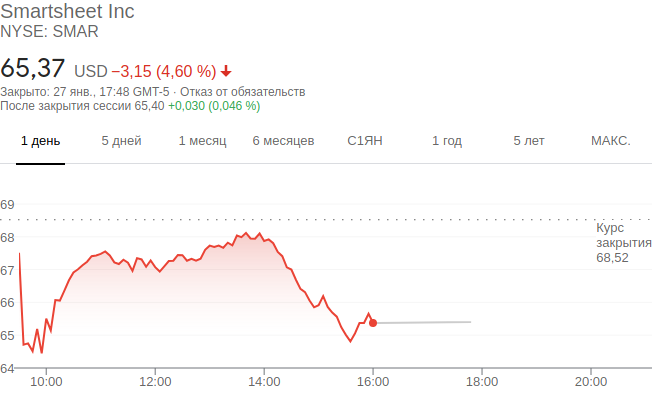 Smartsheet Inc
NYSE: SMAR
65,37 USD −3,15 (4,60 %)
Закрыто: 27 янв., 17:48 GMT-5 · Отказ от обязательств
После закрытия сессии 65,40 +0,030 (0,046 %)
1 день 5 дней 1 месяц 6 месяцев С1ЯН 1 год 5 лет МАКС.
69
68
67
66
65
64
Курс
закрытия
68,52
10:00 12:00 14:00 16:00 18:00 20:00